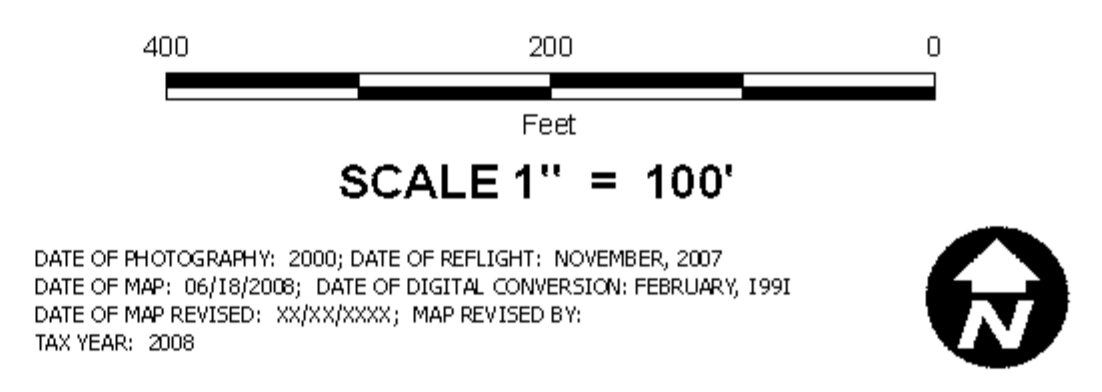 400 200 0
Feet
SCALE 1" = 100'
DATE OF PHOTOGRAPHY: 2000; DATE OF REFLIGHT: NOVEMBER, 2007
DATE OF MAP: 06/18/2008; DATE OF DIGITAL CONVERSION: FEBRUARY, 1991
DATE OF MAP REVISED: XX/XX/XXXX; MAP REVISED BY:
TAX YEAR: 2008
N